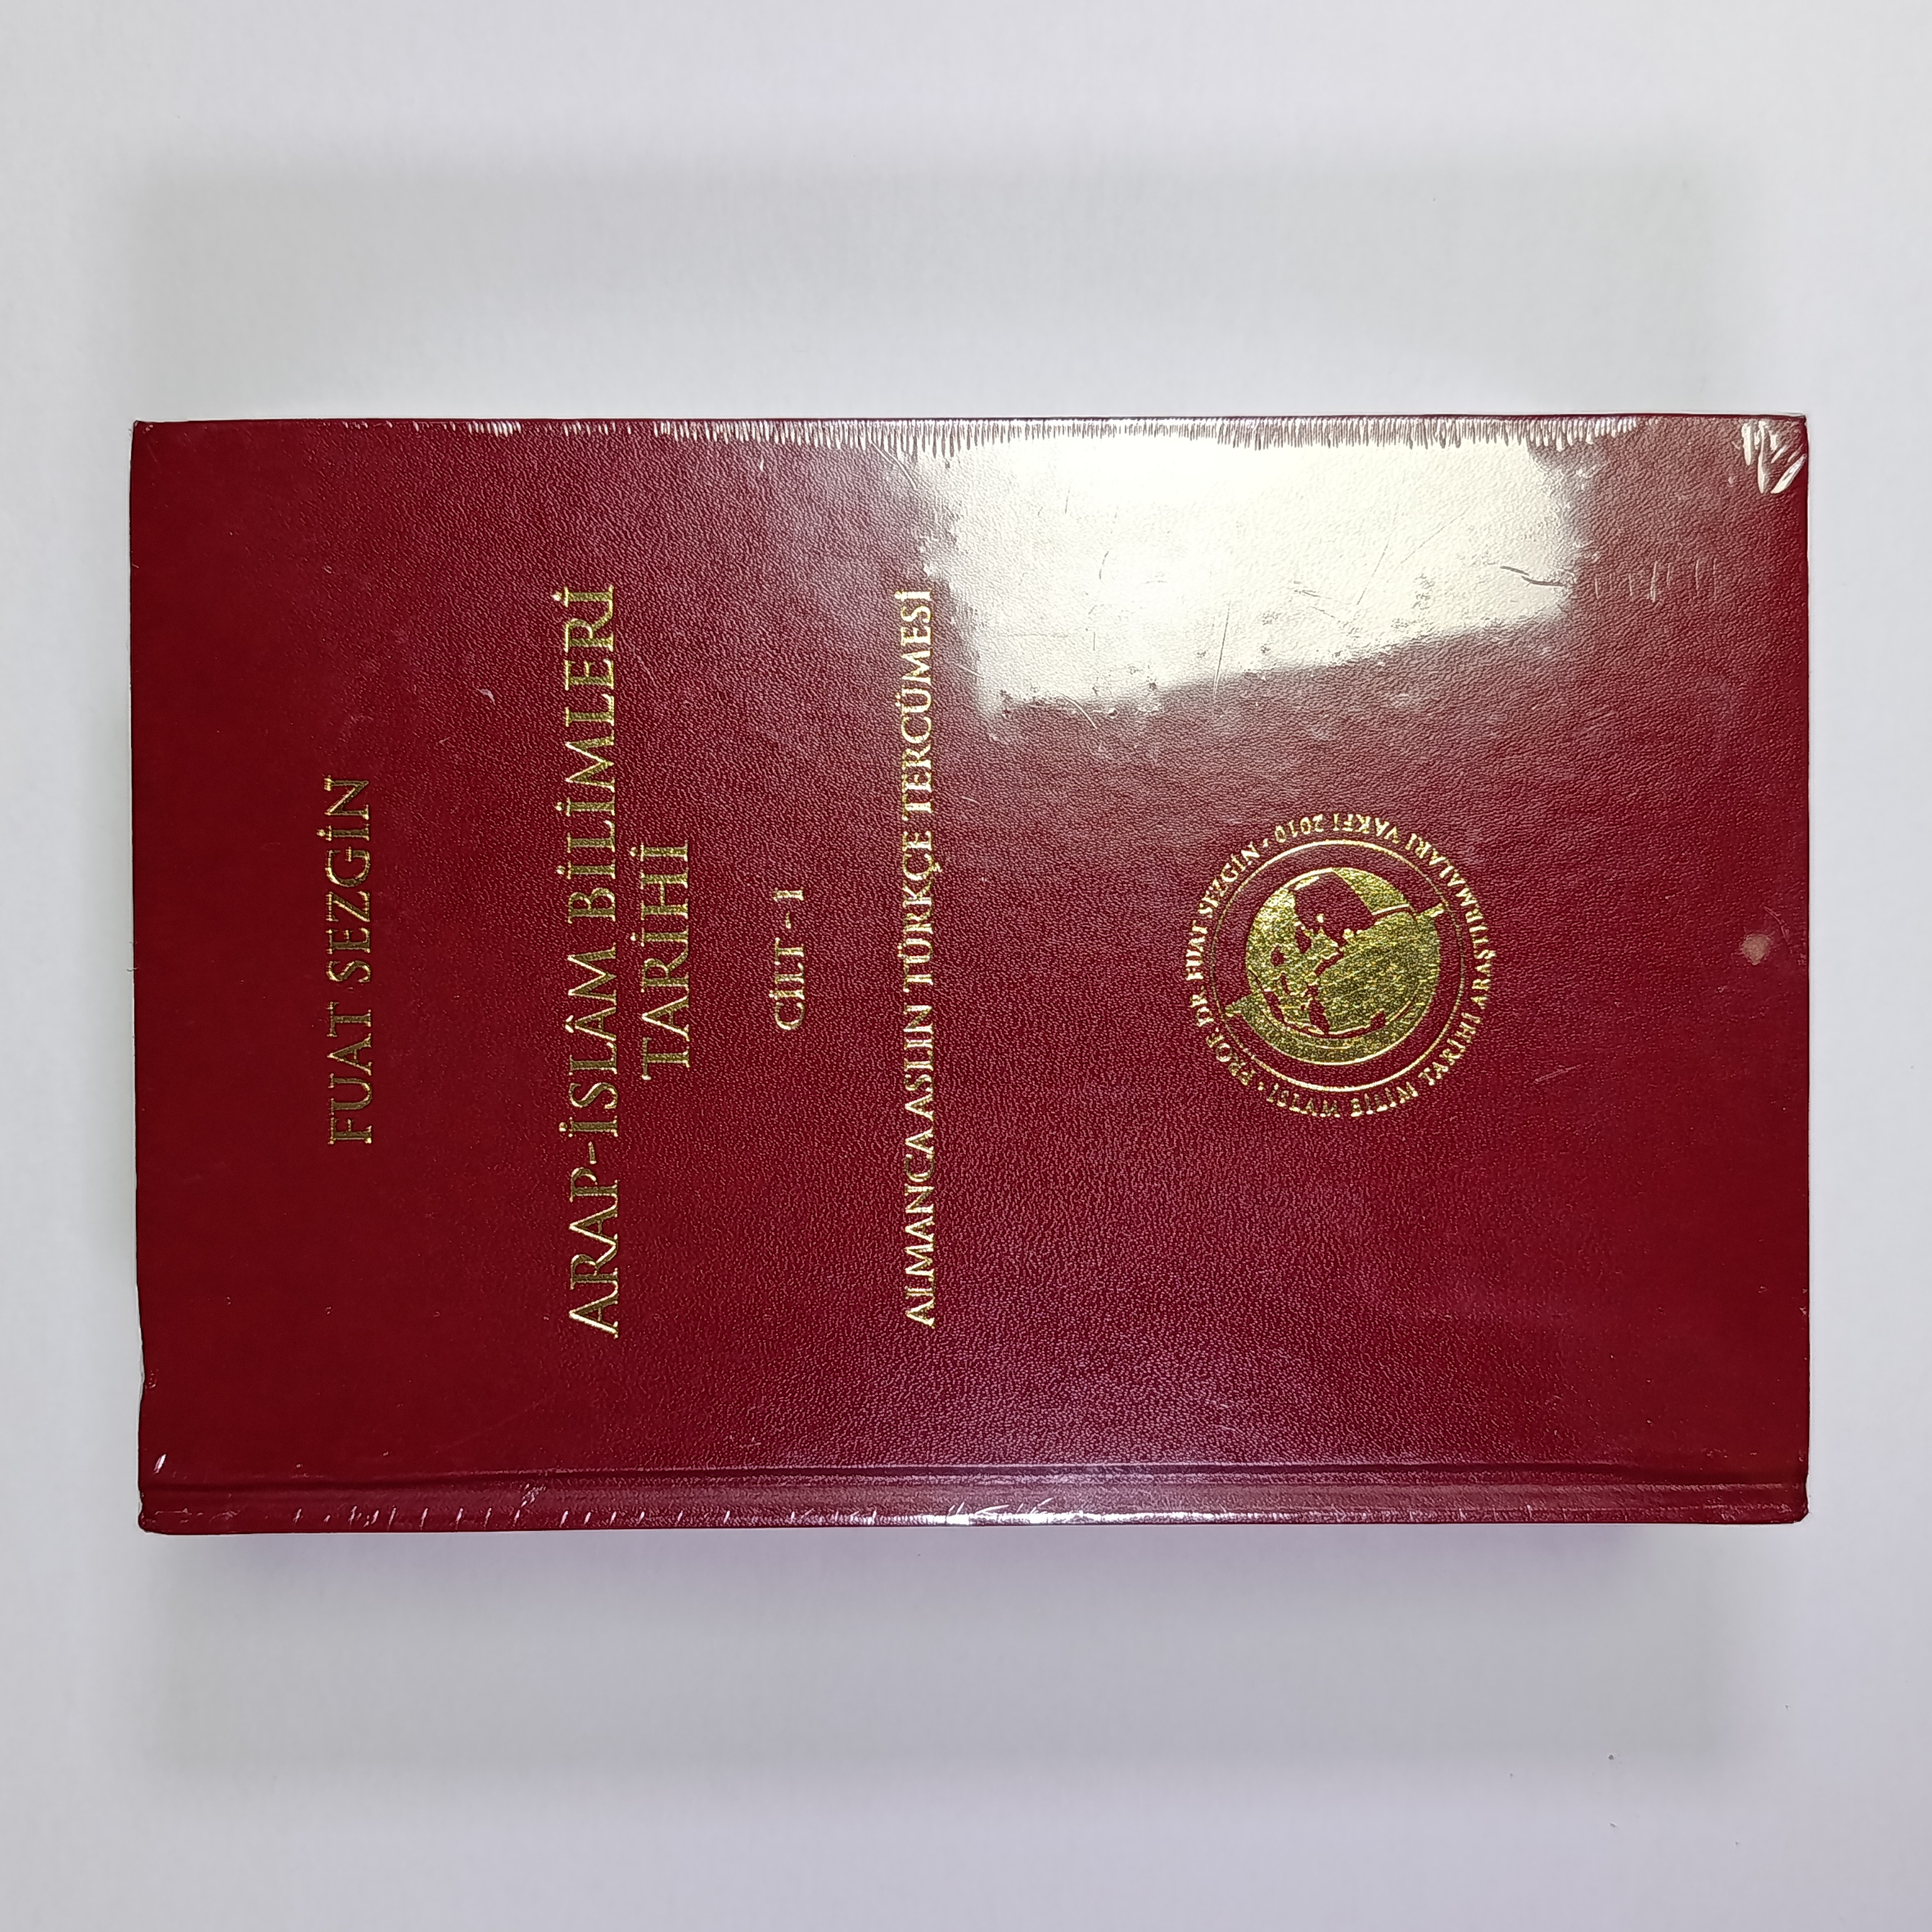 FUAT SEZGİN
ARAP-İSLÂM BİLİMLERİ
TARİHİ
CİLT - 1
ALMANCA ASLIN TÜRKÇE TERCÜMESİ
• PROF. DR. FUAT SEZGİN • İSLAM BİLİM TARİHİ ARAŞTIRMALARI VAKFI 2010